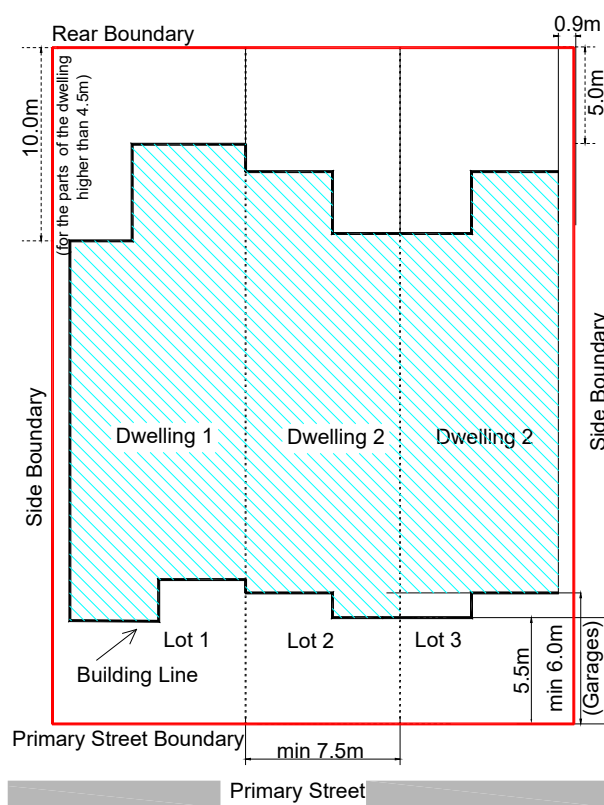 Rear Boundary
0.9m
10.0m
(for the parts of the dwelling
higher than 4.5m)
5.0m
Side Boundary
Side Boundary
Dwelling 1
Dwelling 2
Dwelling 2
Lot 1
Lot 2
Lot 3
Building Line
5.5m
min 6.0m
(Garages)
Primary Street Boundary
min 7.5m
Primary Street